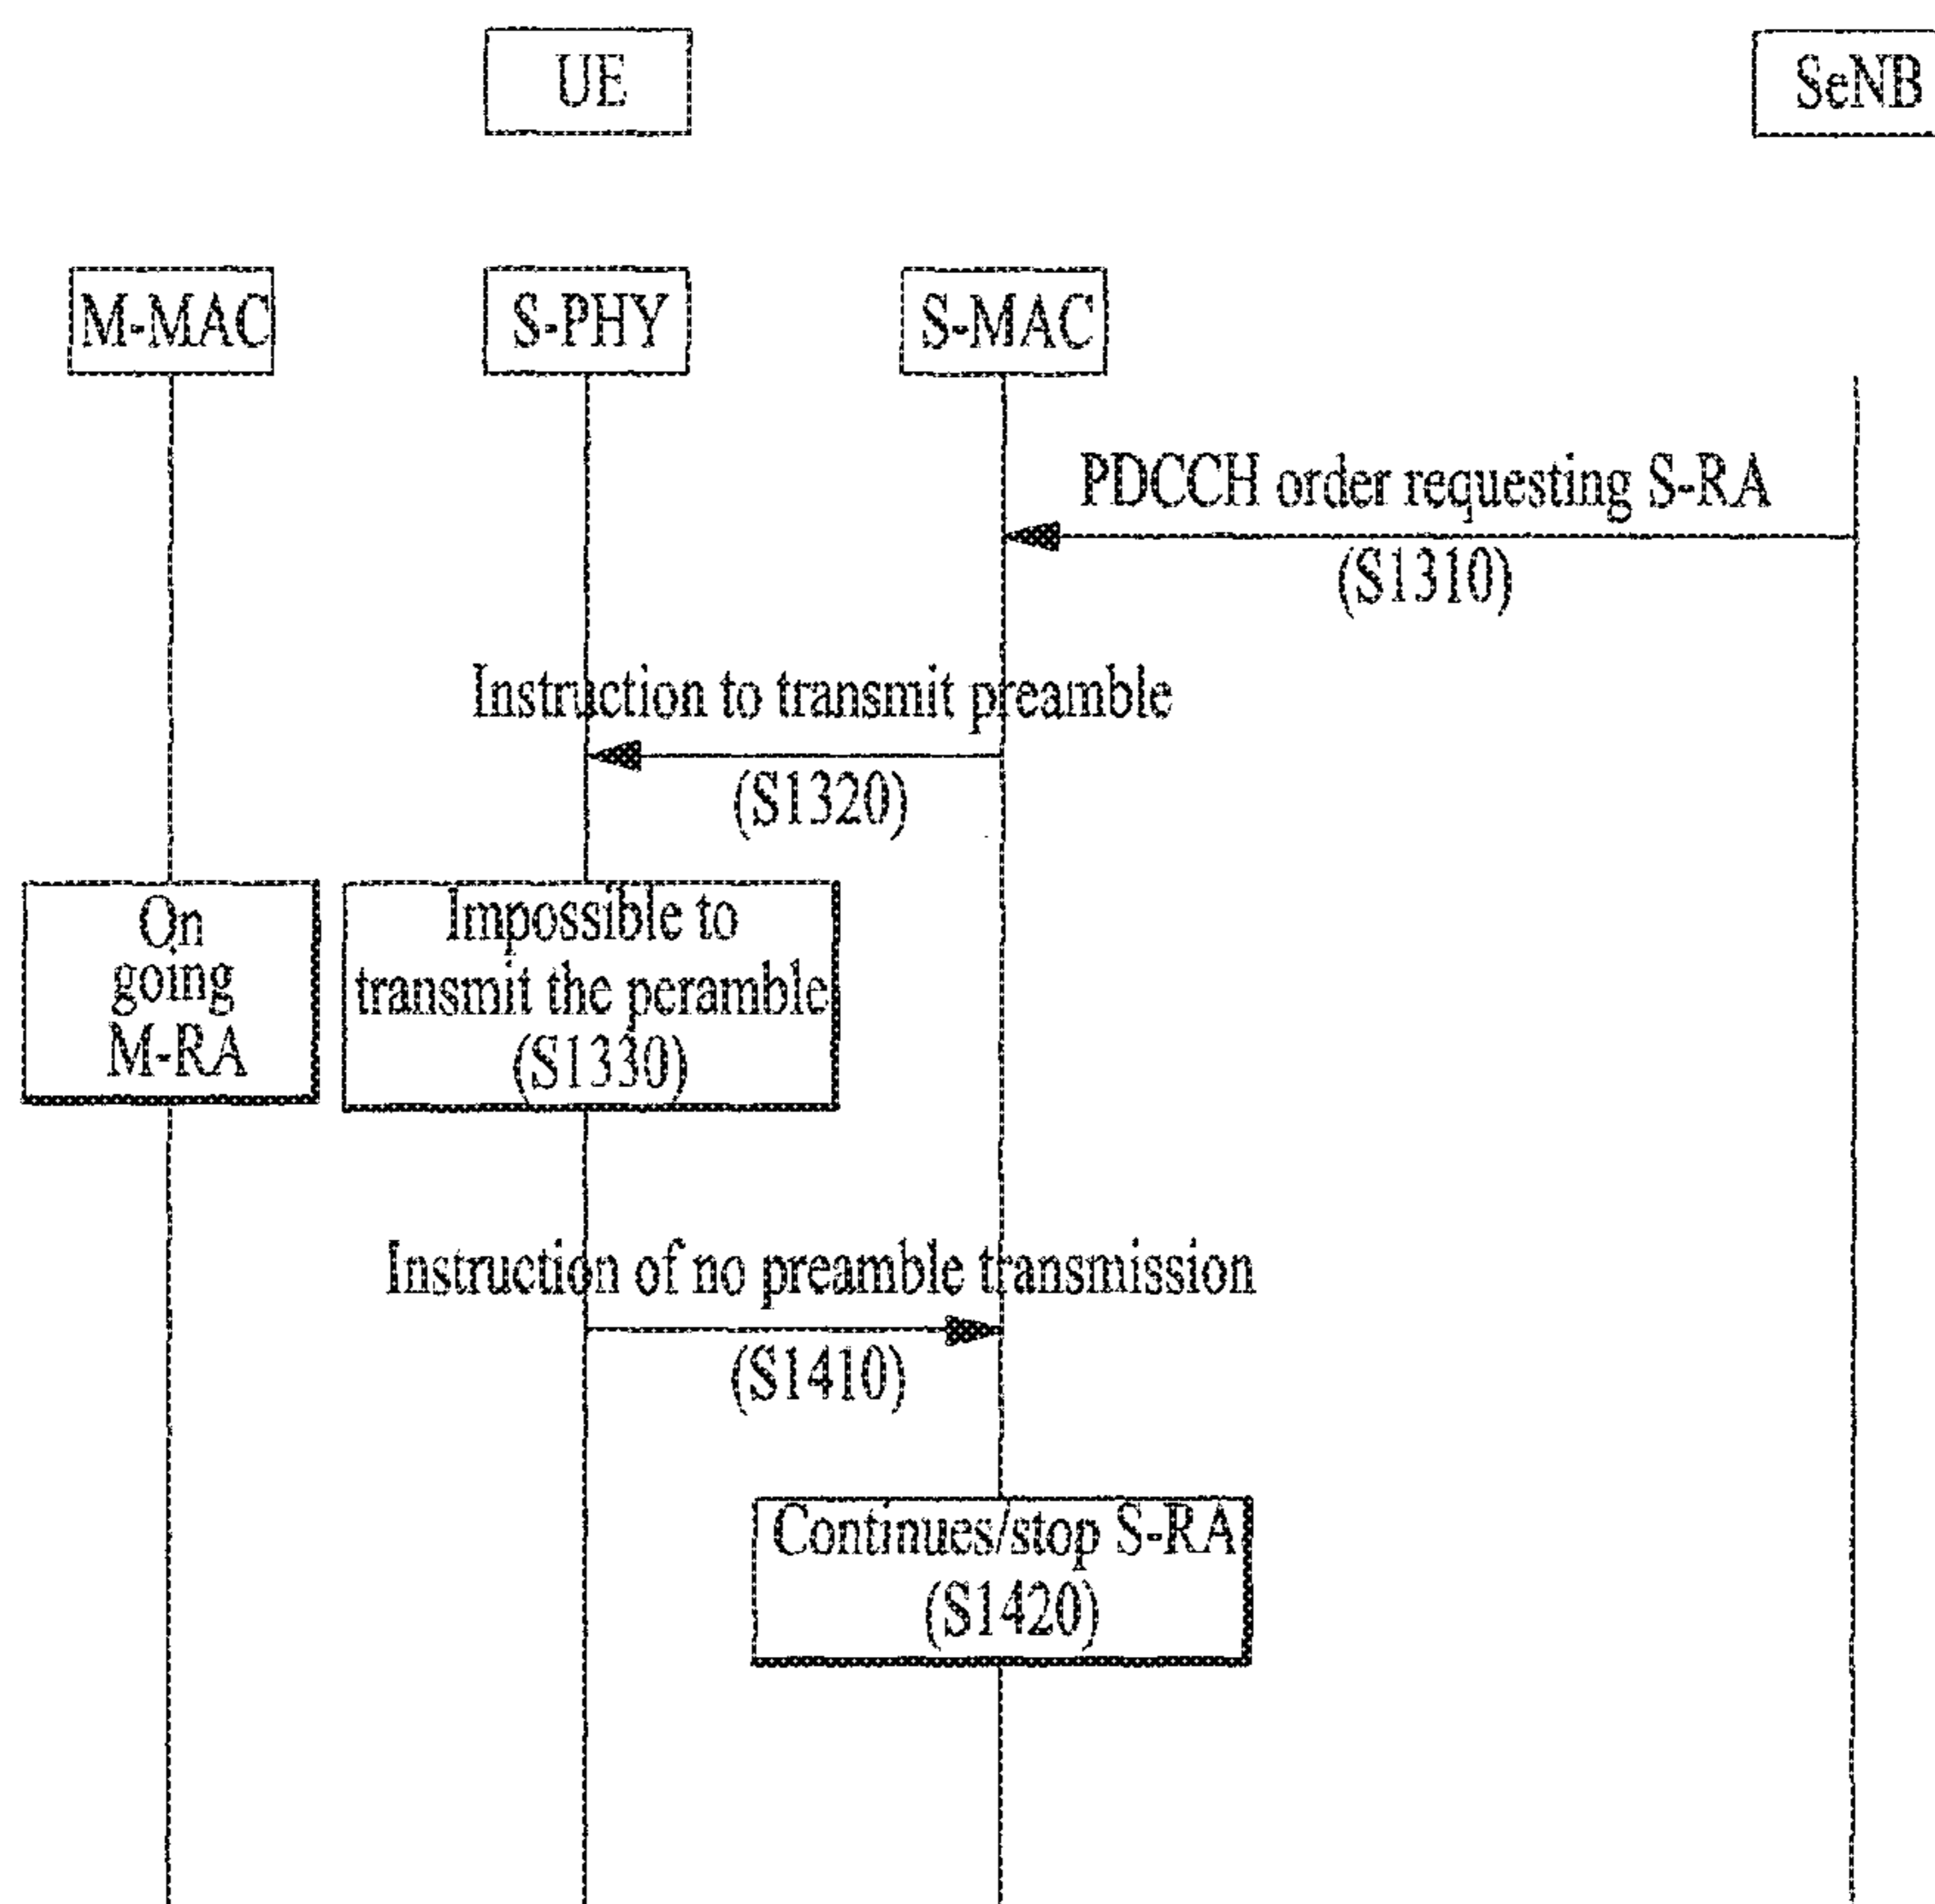 UE
SeNB
M-MAC
S-PHY
S-MAC
PDCCH order requesting S-RA
(S1310)
Instruction to transmit preamble
(S1320)
On
going
M-RA
Impossible to
transmit the peramble
(S1330)
Instruction of no preamble transmission
(S1410)
Continues/stop S-RA
(S1420)